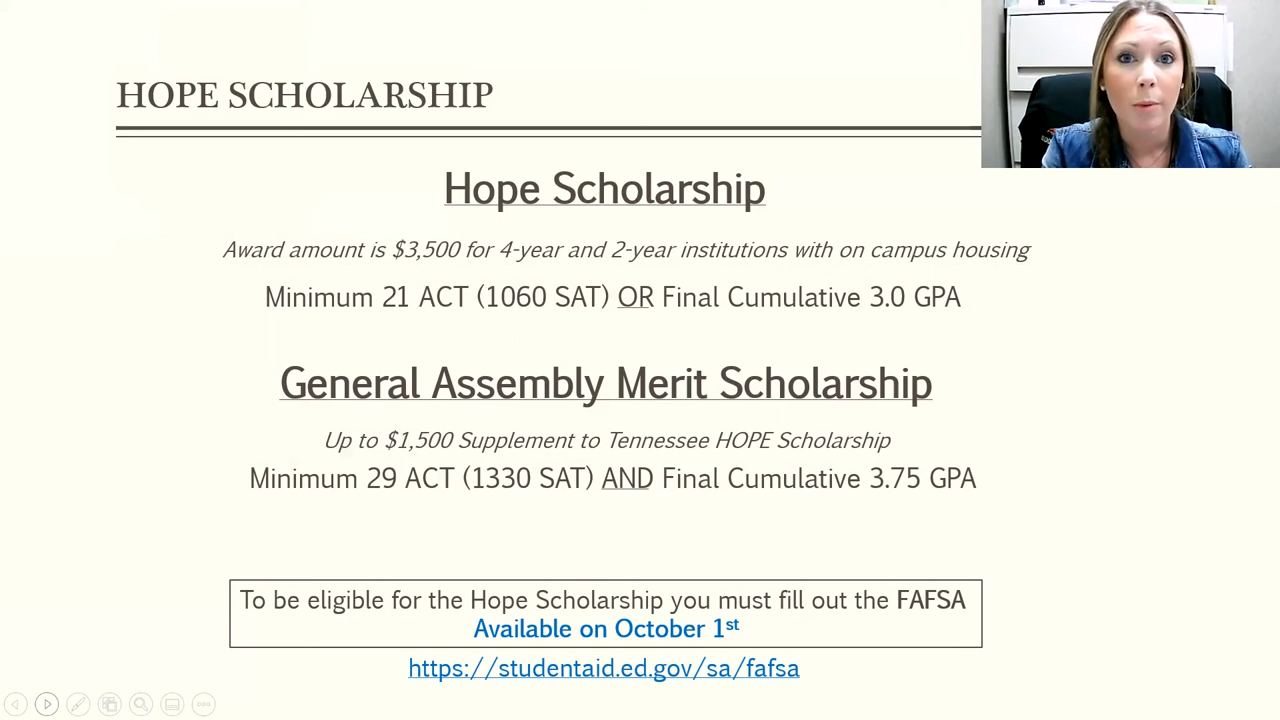 HOPE SCHOLARSHIP
Hope Scholarship
Award amount is $3,500 for 4-year and 2-year institutions with on campus housing
Minimum 21 ACT (1060 SAT) OR Final Cumulative 3.0 GPA
General Assembly Merit Scholarship
Up to $1,500 Supplement to Tennessee HOPE Scholarship
Minimum 29 ACT (1330 SAT) AND Final Cumulative 3.75 GPA
To be eligible for the Hope Scholarship you must fill out the FAFSA
Available on October 1st
https://studentaid.ed.gov/sa/fafsa